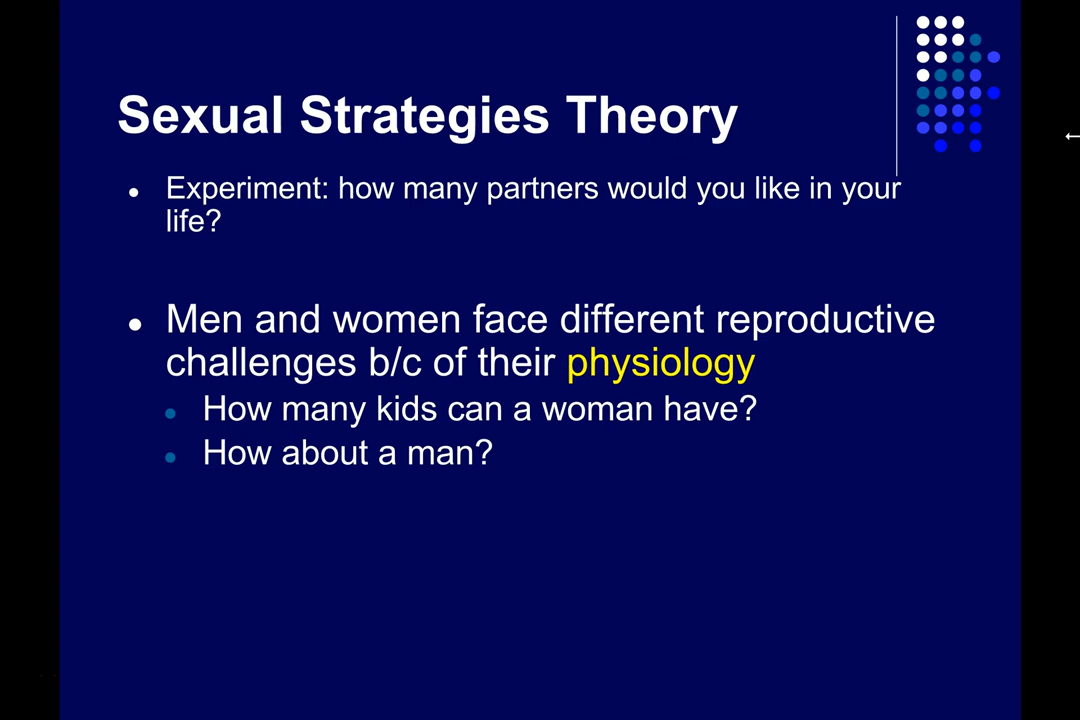 Sexual Strategies Theory
Experiment: how many partners would you like in your
life?
Men and women face different reproductive
challenges b/c of their physiology
How many kids can a woman have?
How about a man?